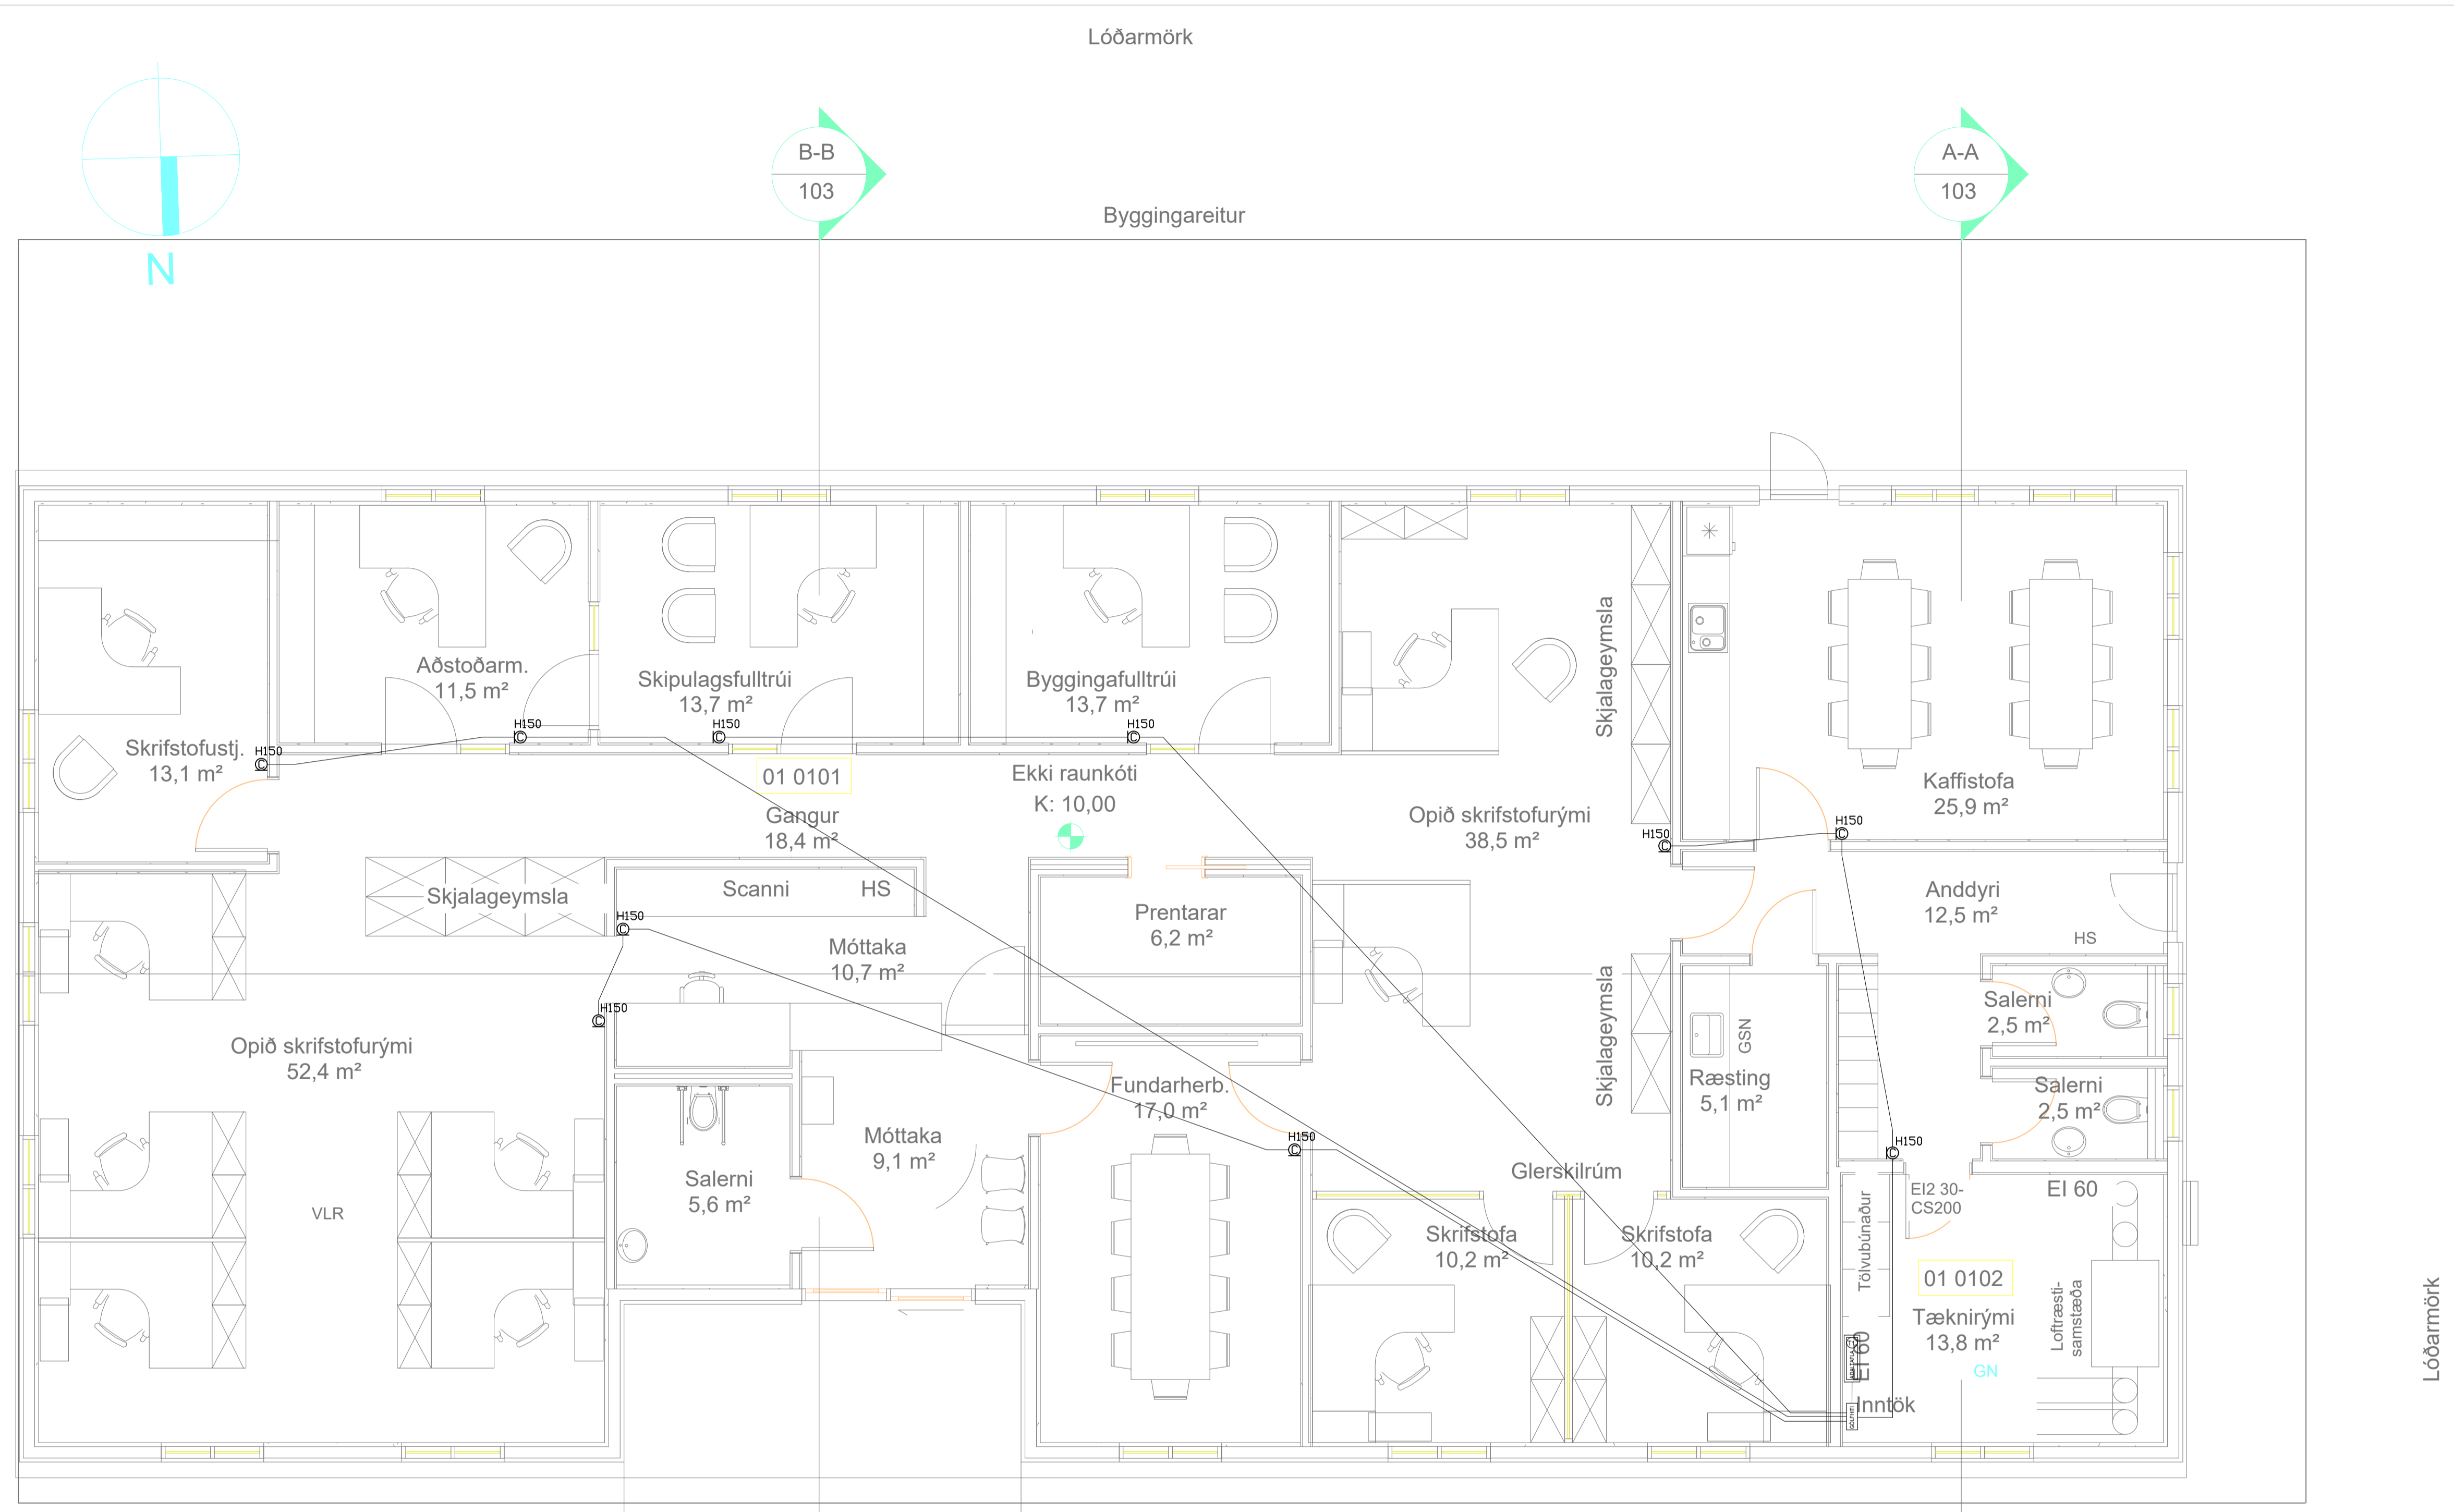 Lóðarmörk
B-B
103
A-A
103
Byggingareitur
N
Aðstoðarm.
11,5 m²
Skipulagsfulltrúi
13,7 m²
Byggingafulltrúi
13,7 m²
Skjalageymsla
Skrifstofustj.
13,1 m²
H150
H150
H150
H150
01 0101
Ekki raunkóti
K: 10,00
Gangur
18,4 m²
Opið skrifstofurými
38,5 m²
Kaffistofa
25,9 m²
H150
H150
Skjalageymsla
Scanni
HS
H150
Móttaka
10,7 m²
Prentarar
6,2 m²
Anddyri
12,5 m²
HS
H150
Opið skrifstofurými
52,4 m²
Skjalageymsla
GSN
Ræsting
5,1 m²
Salerni
2,5 m²
Salerni
2,5 m²
Fundarherb.
17,0 m²
H150
H150
Móttaka
9,1 m²
Salerni
5,6 m²
VLR
Glerskilrúm
Skrifstofa
10,2 m²
Skrifstofa
10,2 m²
Tölvubúnaður
EI2 30-
CS200
EI 60
01 0102
Tæknirými
13,8 m²
Loftræsti-
samstæða
EI 60
GN
Inntök
GÓLFHITI
Lóðarmörk